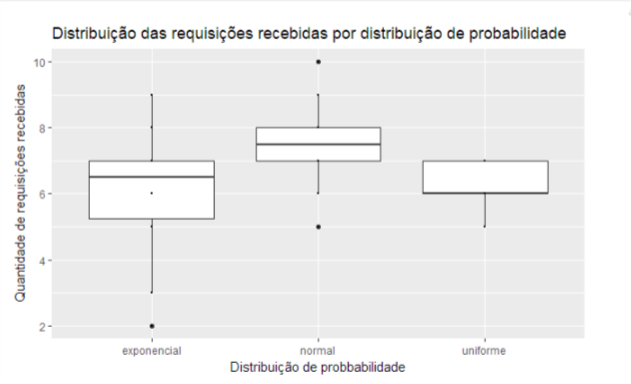 Distribuição das requisições recebidas por distribuição de probabilidade
Quantidade de requisições recebidas
10
8
6
4
2
exponencial normal uniforme
Distribuição de probbabilidade